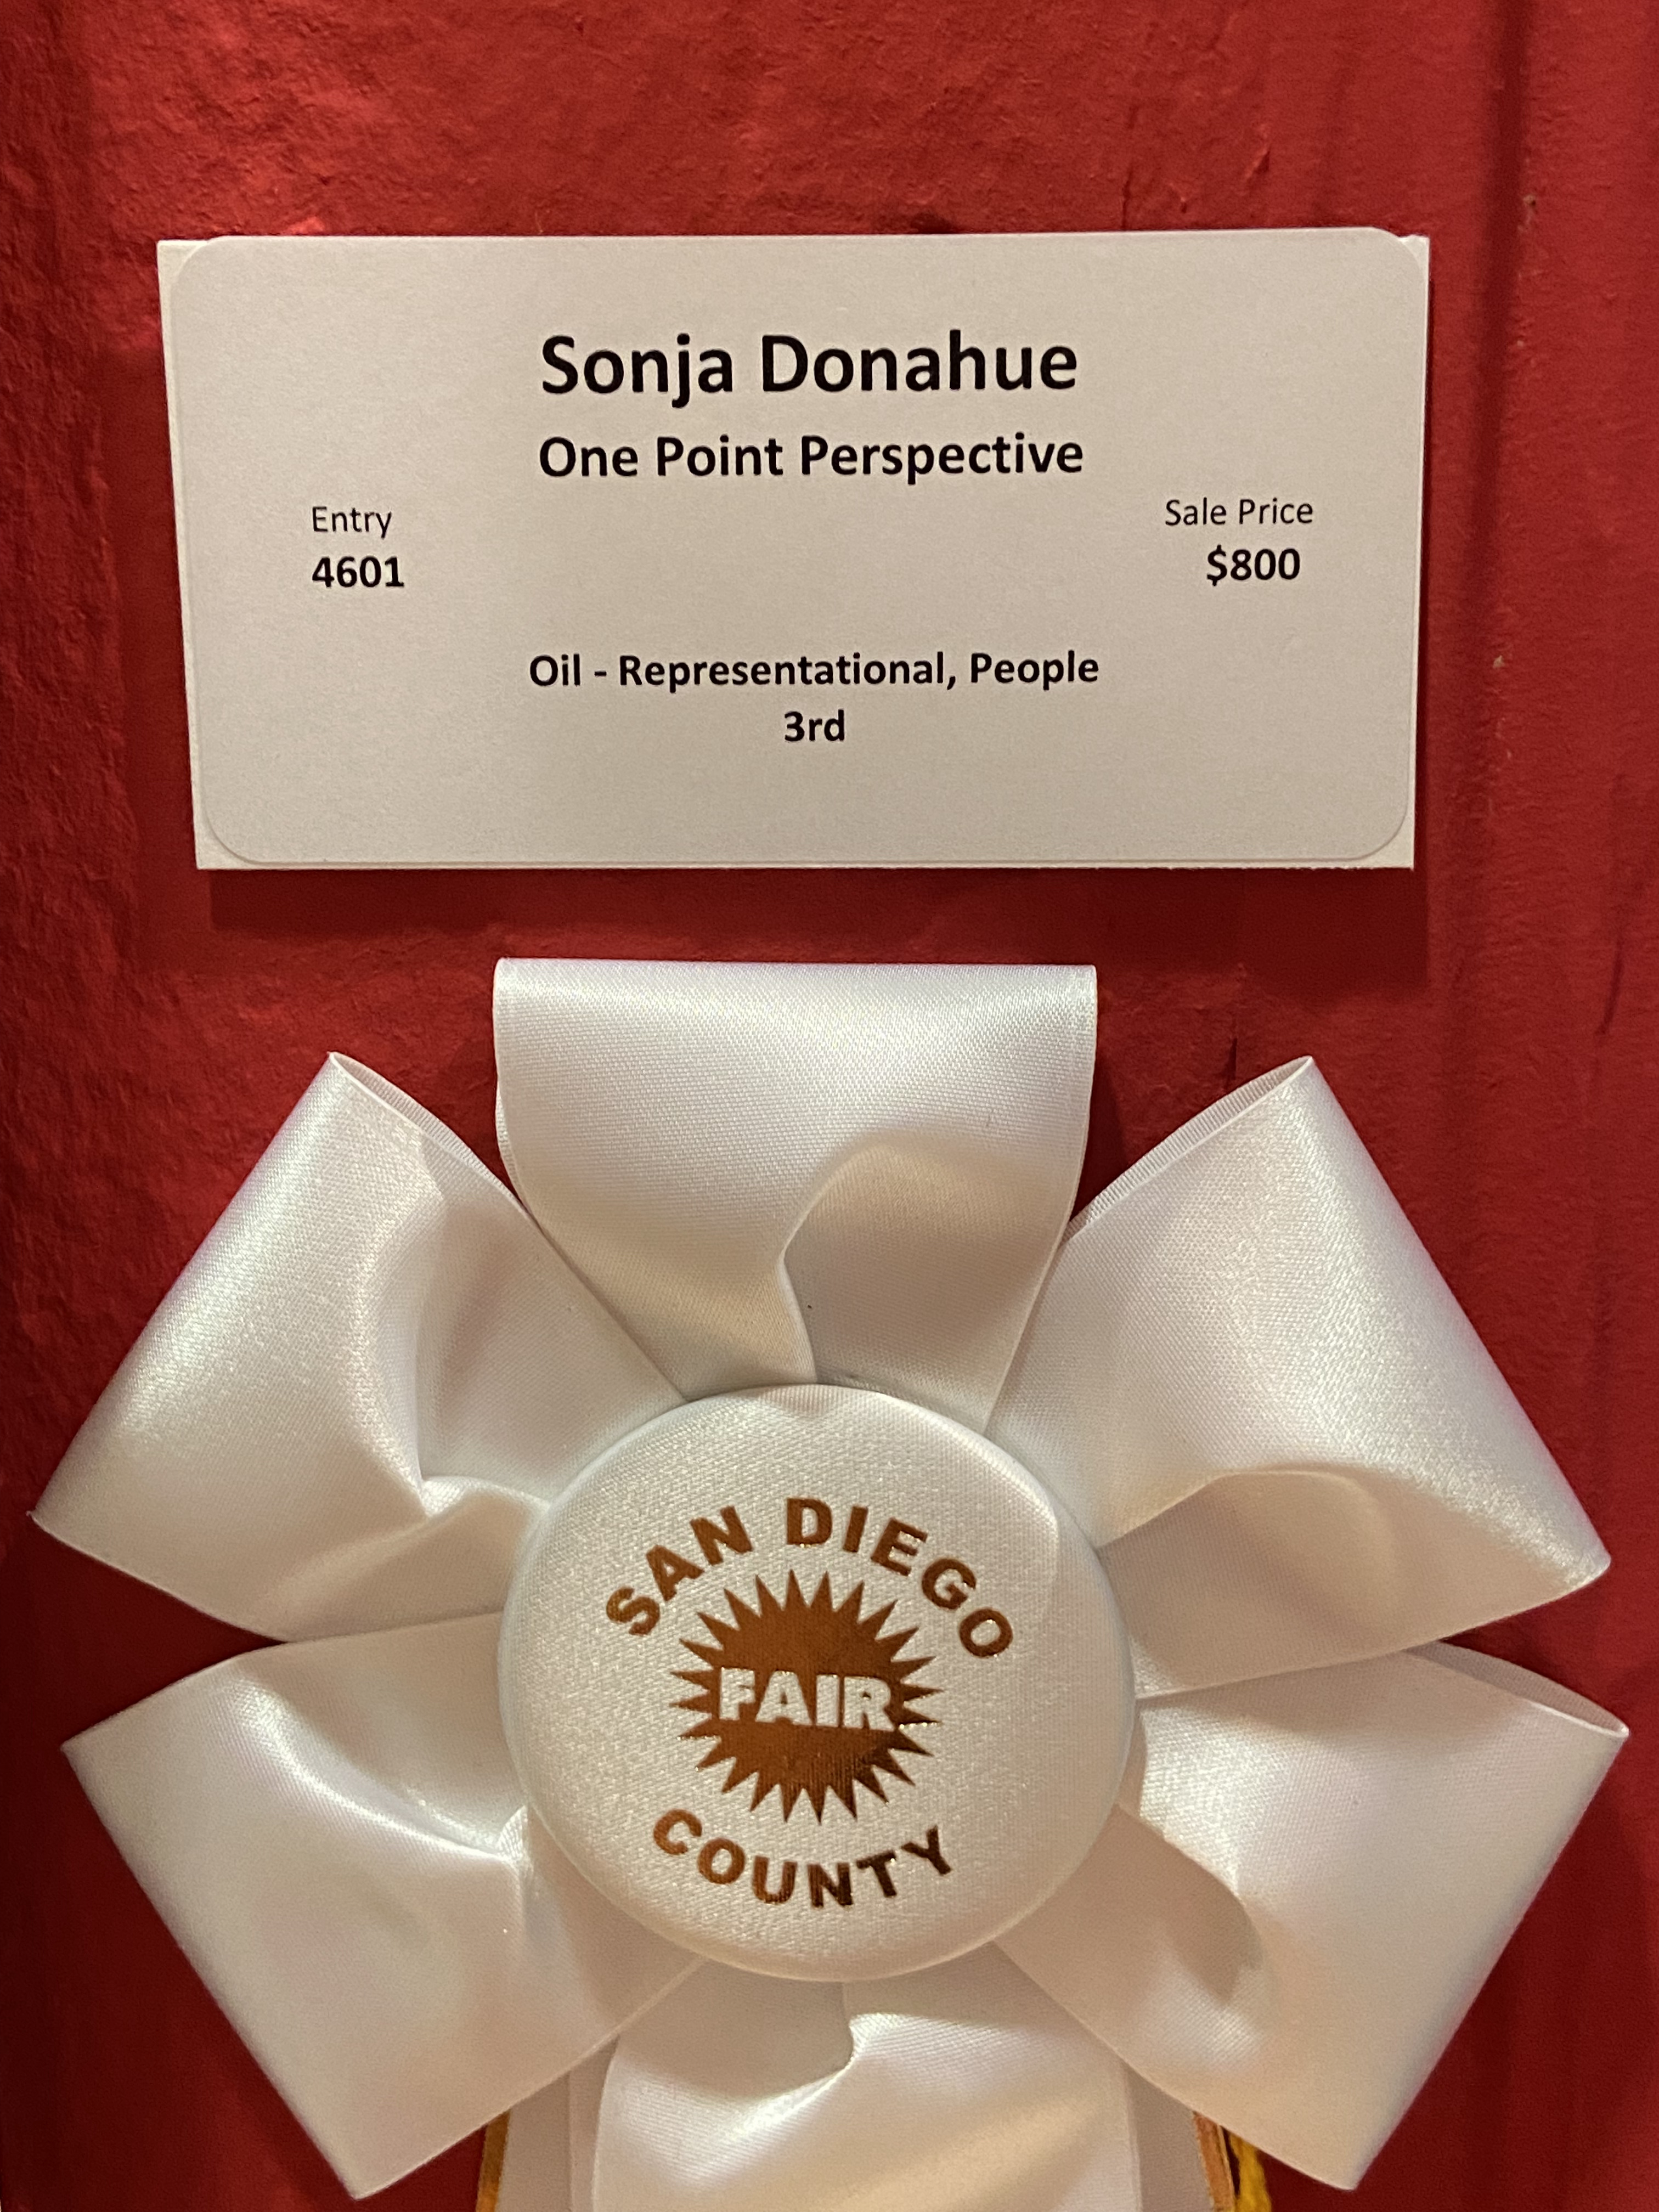 Sonja Donahue
One Point Perspective
Entry
Sale Price
4601
$800
Oil - Representational, People
3rd
SAN DIEGO
FAIR
COUNTY